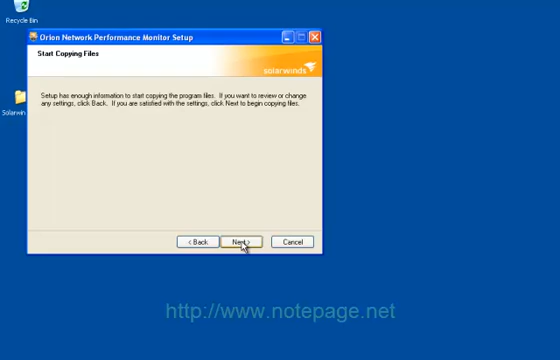 Recycle Bin
Orion Network Performance Monitor Setup
Start Copying Files
solarwinds
Setup has enough information to start copying the program files. If you want to review or change
any settings, click Back. If you are satisfied with the settings, click Next to begin copying files.
Solarwin
< Back
Next >
Cancel
http://www.notepage.net